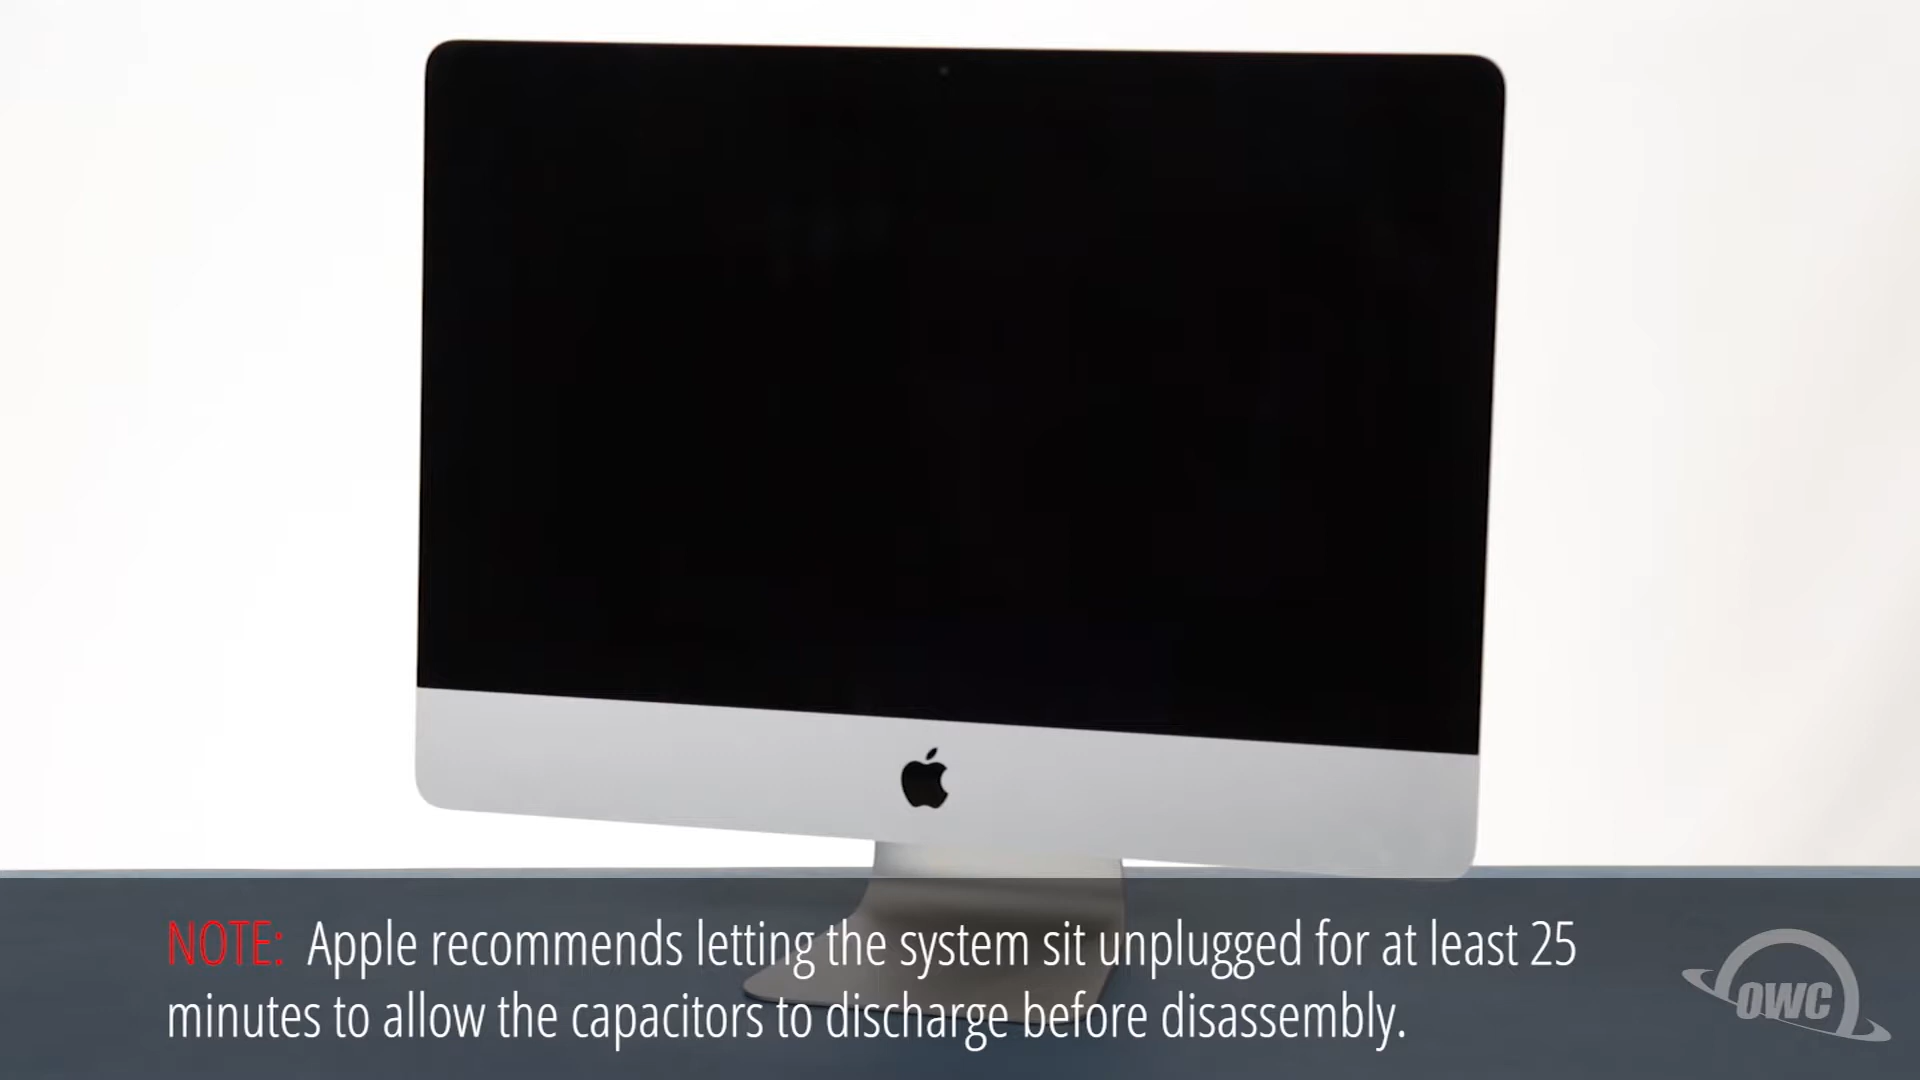 NOTE: Apple recommends letting the system sit unplugged for at least 25
minutes to allow the capacitors to discharge before disassembly.
OWC